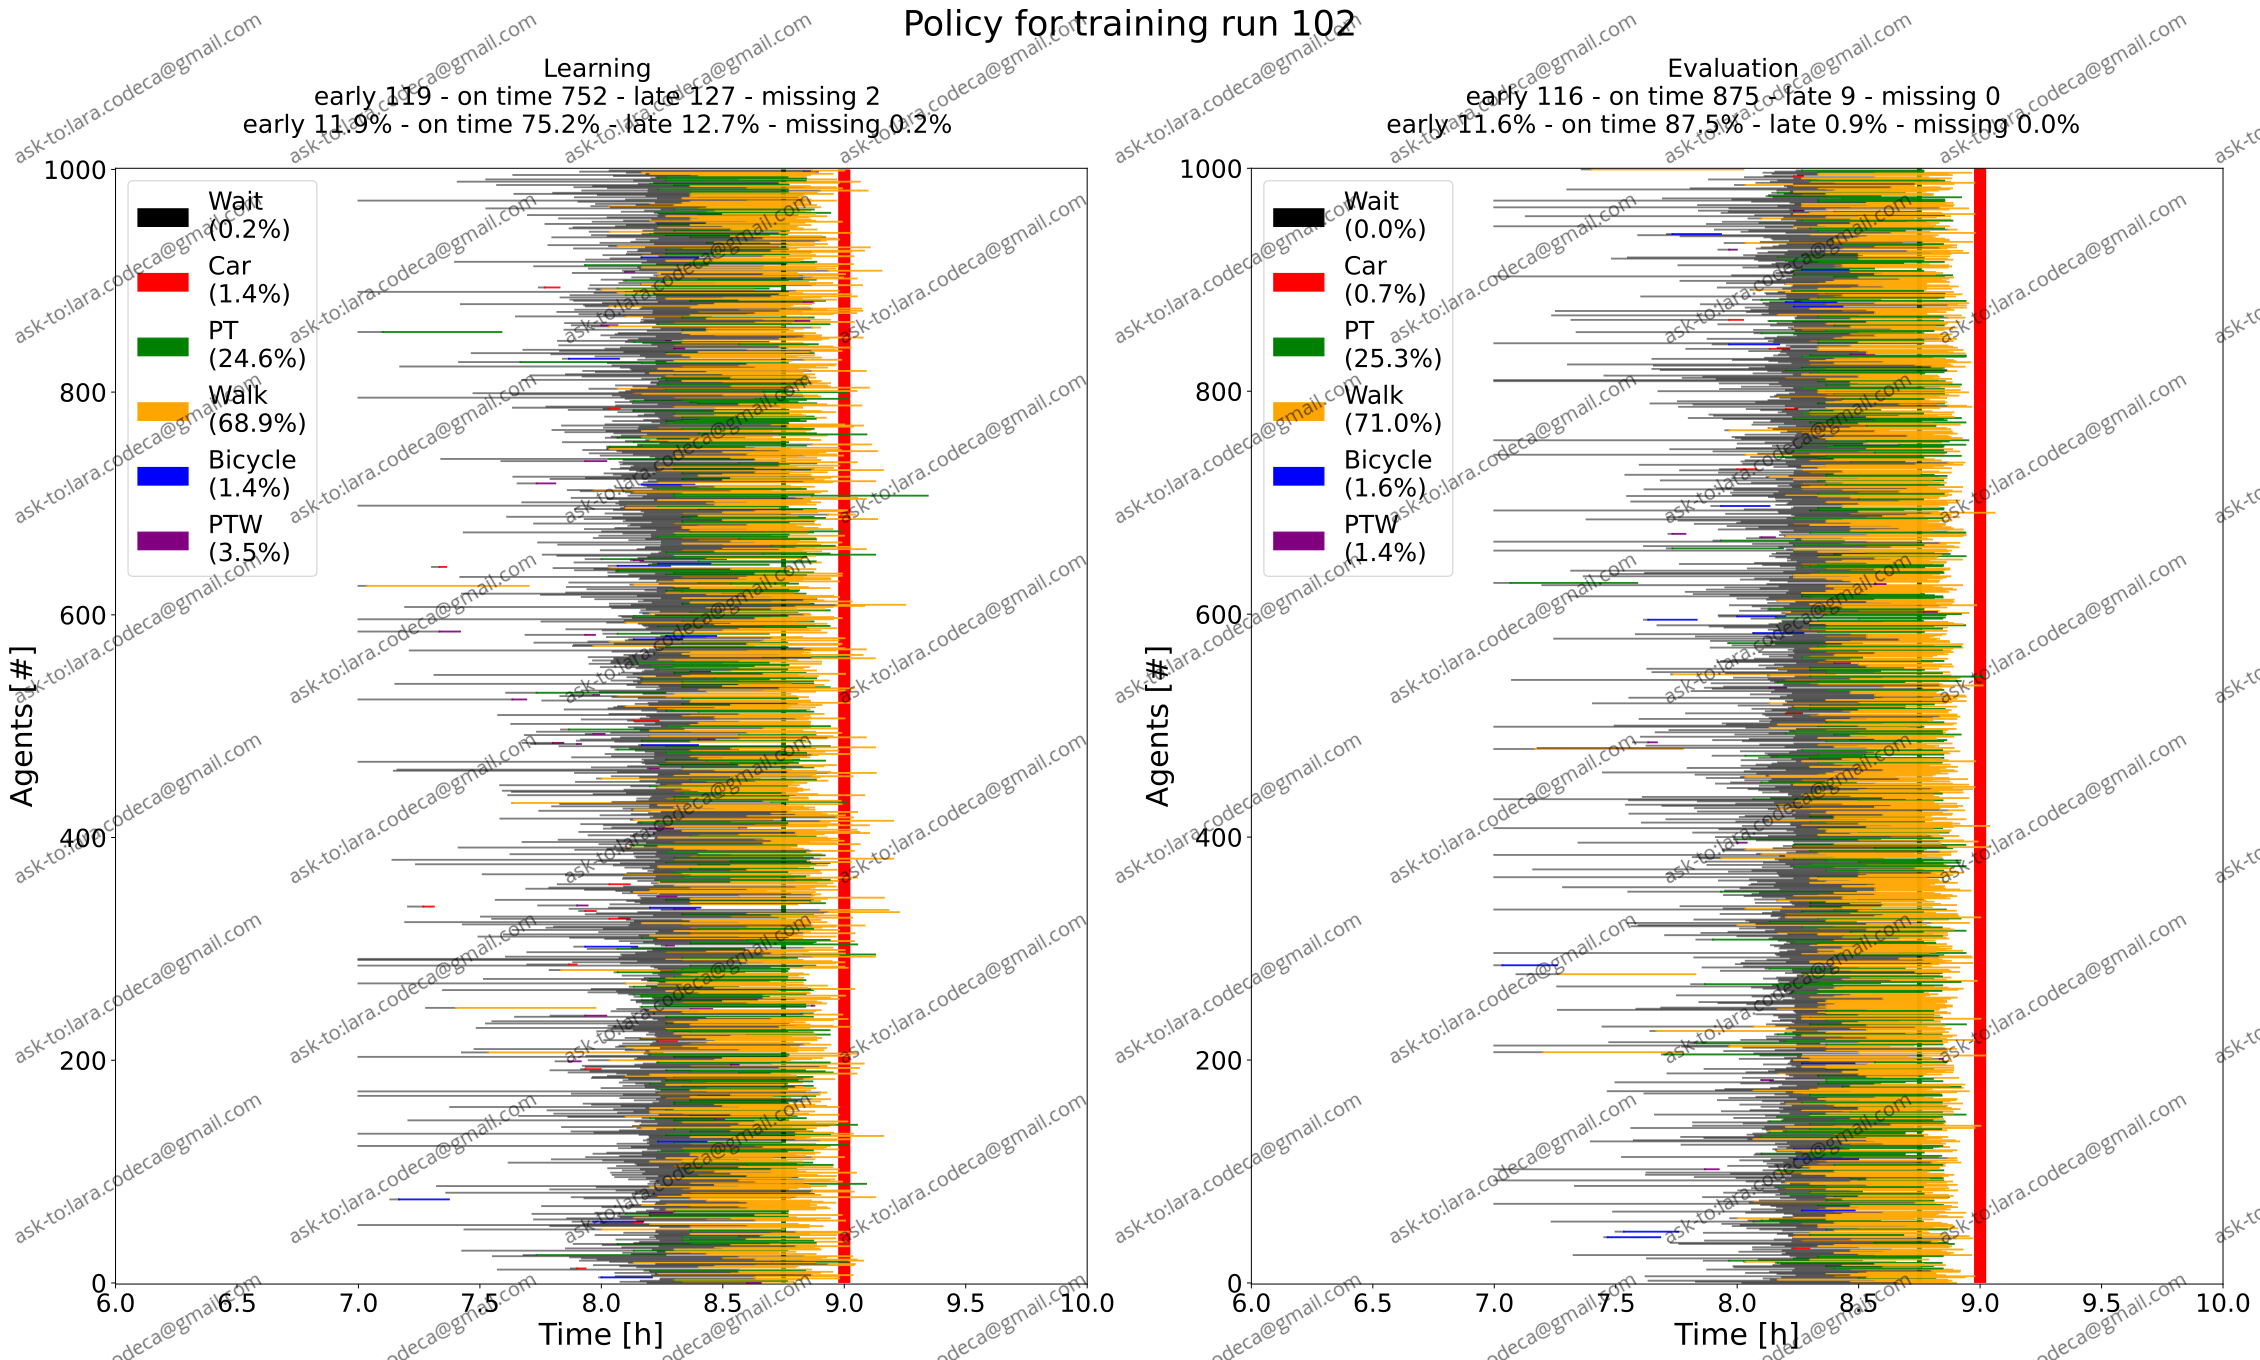 Policy for training run 102
Learning
early 119 - on time 752 - late 127 - missing 2
early 11.9% - on time 75.2% - late 12.7% - missing 0.2%
1000
800
600
400
200
0
Agents [#]
Wait
(0.2%)
Car
(1.4%)
PT
(24.6%)
Walk
(68.9%)
Bicycle
(1.4%)
PTW
(3.5%)
6.0 6.5 7.0 7.5 8.0 8.5 9.0 9.5 10.0
Time [h]
Evaluation
early 116 - on time 875 - late 9 - missing 0
early 11.6% - on time 87.5% - late 0.9% - missing 0.0%
1000
800
600
400
200
0
Agents [#]
Wait
(0.0%)
Car
(0.7%)
PT
(25.3%)
Walk
(71.0%)
Bicycle
(1.6%)
PTW
(1.4%)
6.0 6.5 7.0 7.5 8.0 8.5 9.0 9.5 10.0
Time [h]
ask-to:lara.codeca@gmail.com